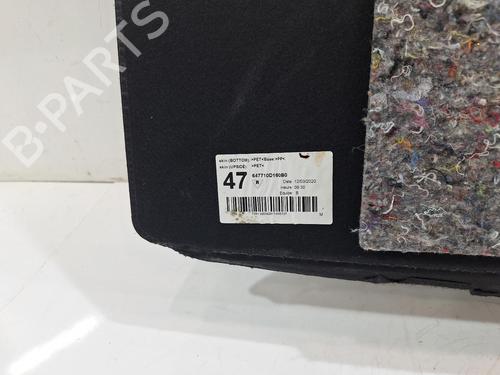 skin (BOTTOM): >PET<Base:>PP<
skin (UPSIDE): >PET<
47
647710D160B0
R
Date: 12/03/2020
Heure: 09:30
Equipe: B
M
B-PARTS